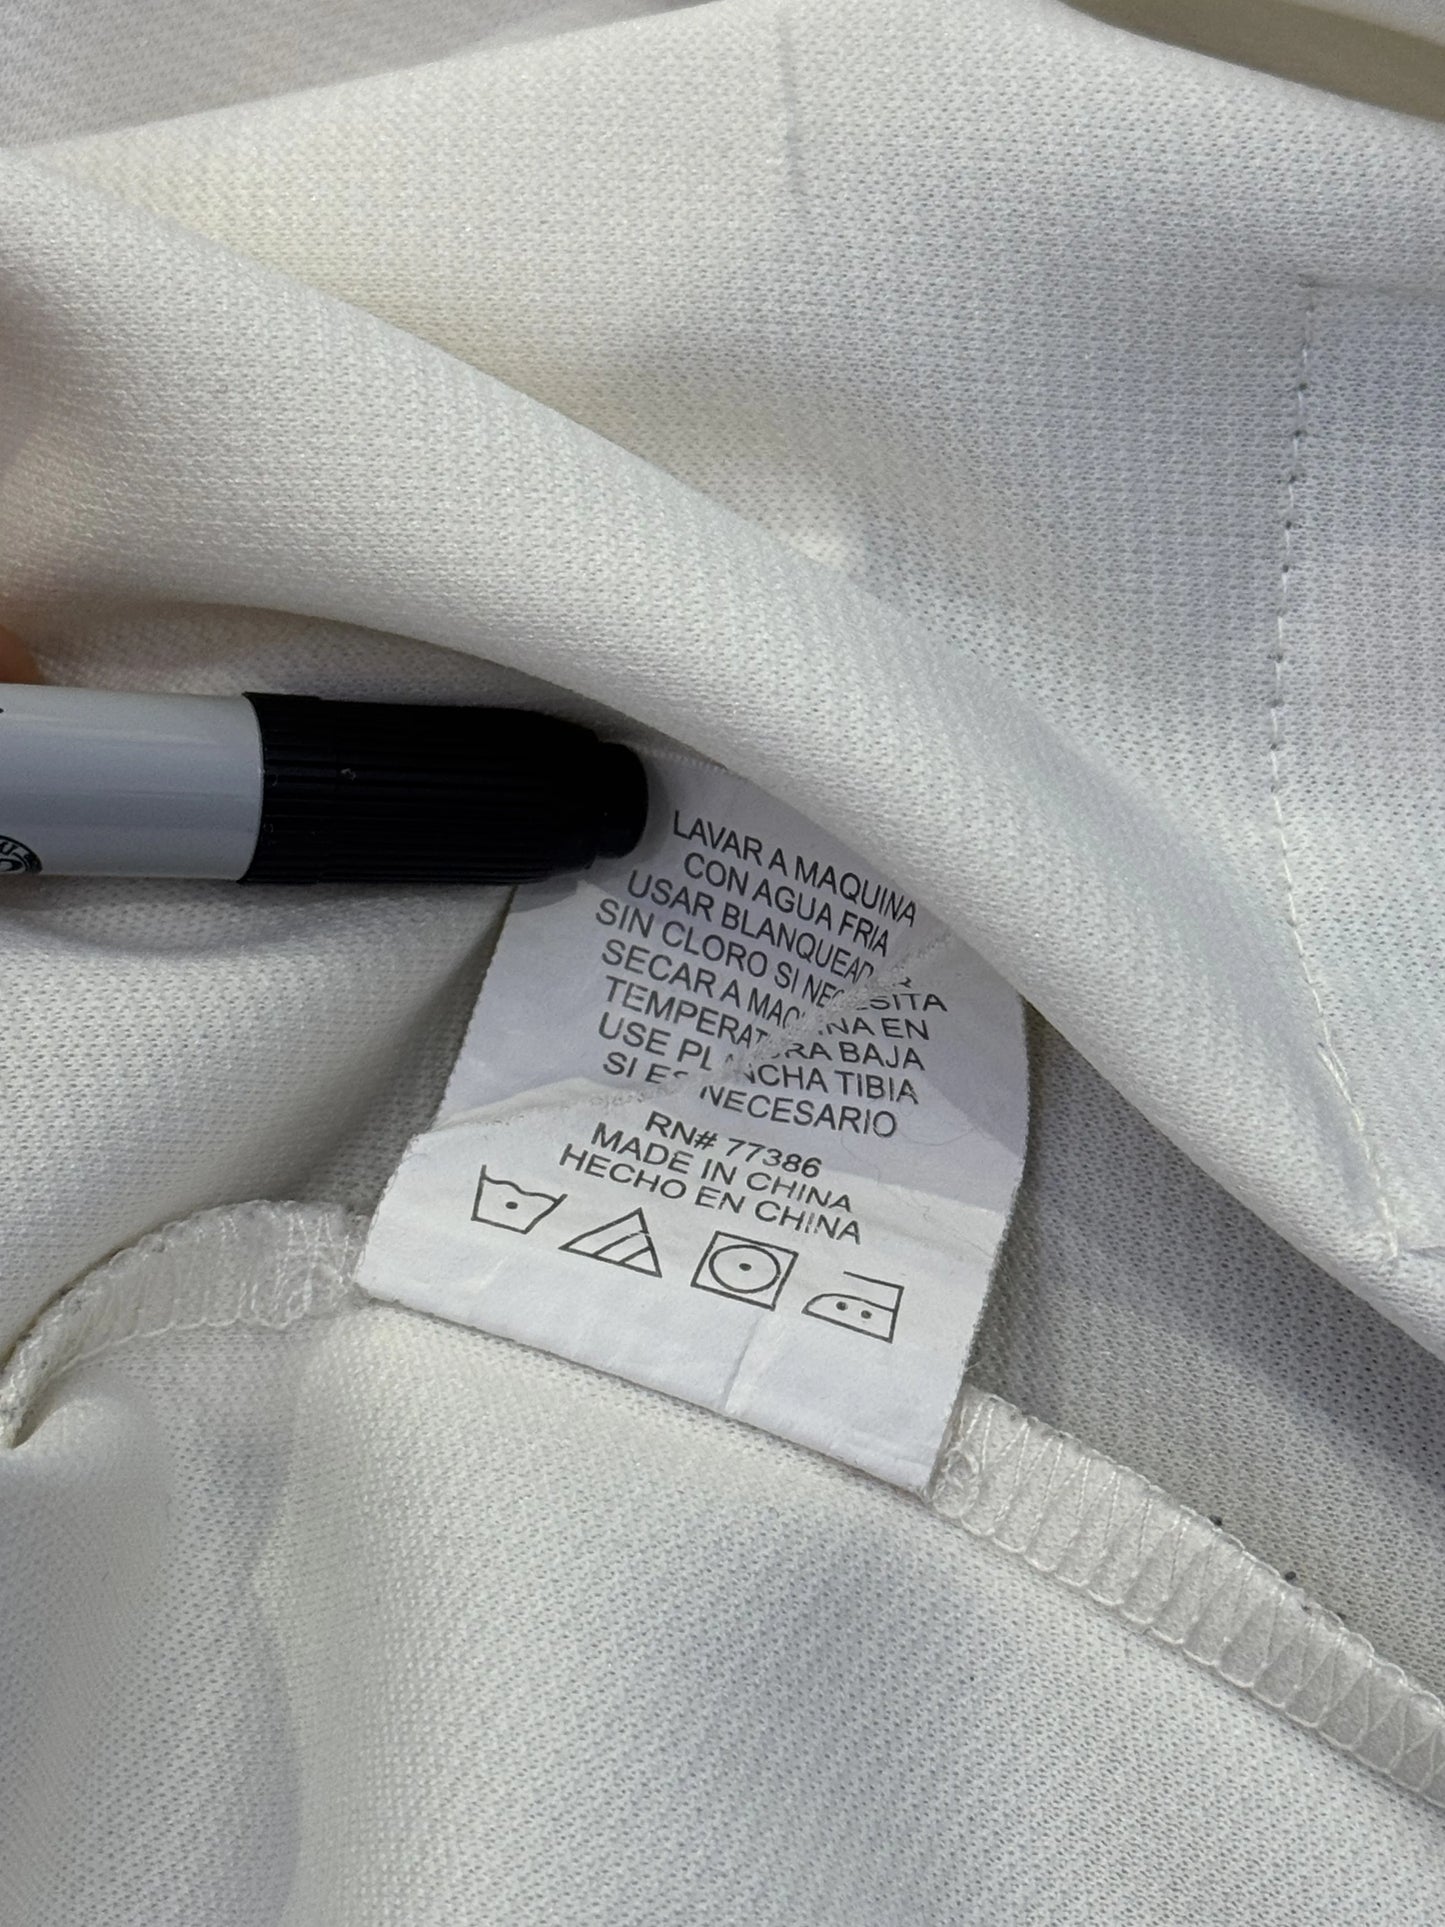 LAVAR A MAQUINA
CON AGUA FRIA
USAR BLANQUEADOR
SIN CLORO SI NECESITA
SECAR A MAQUINA EN
TEMPERATURA BAJA
USE PLANCHA TIBIA
SI ES NECESARIO
RN# 77386
MADE IN CHINA
HECHO EN CHINA